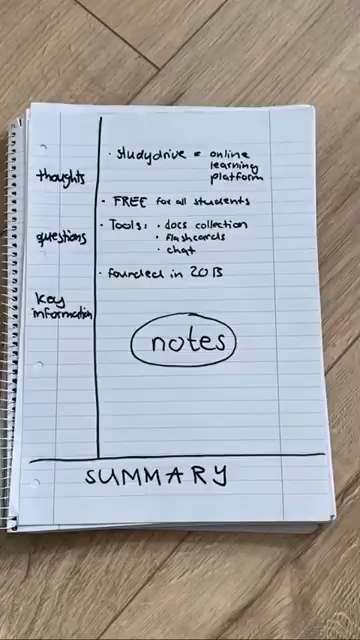 · studydrive = online
learning
platform
thoughts
· FREE for all students
· Tools: · docs collection
questions
· flashcards
· chat
· founded in 2013
key
information
notes
SUMMARY